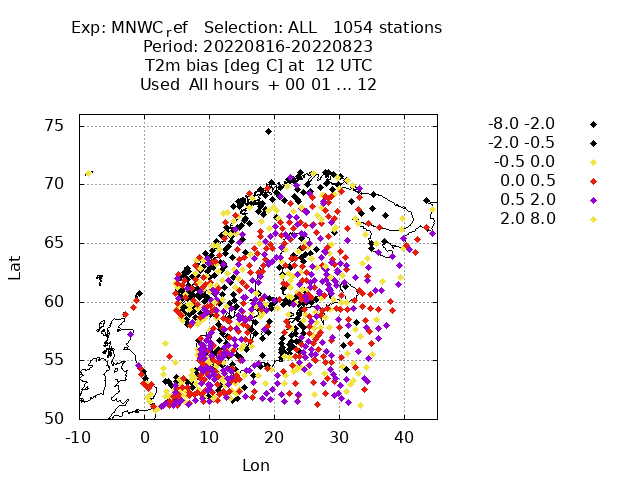 Exp: MNWCref   Selection: ALL   1054 stations
Period: 20220816-20220823
T2m bias [deg C] at  12 UTC
Used  All hours  + 00 01 ... 12
-8.0 -2.0
-2.0 -0.5
-0.5 0.0
0.0 0.5
0.5 2.0
2.0 8.0
75
70
65
60
55
50
Lat
-10 0 10 20 30 40
Lon